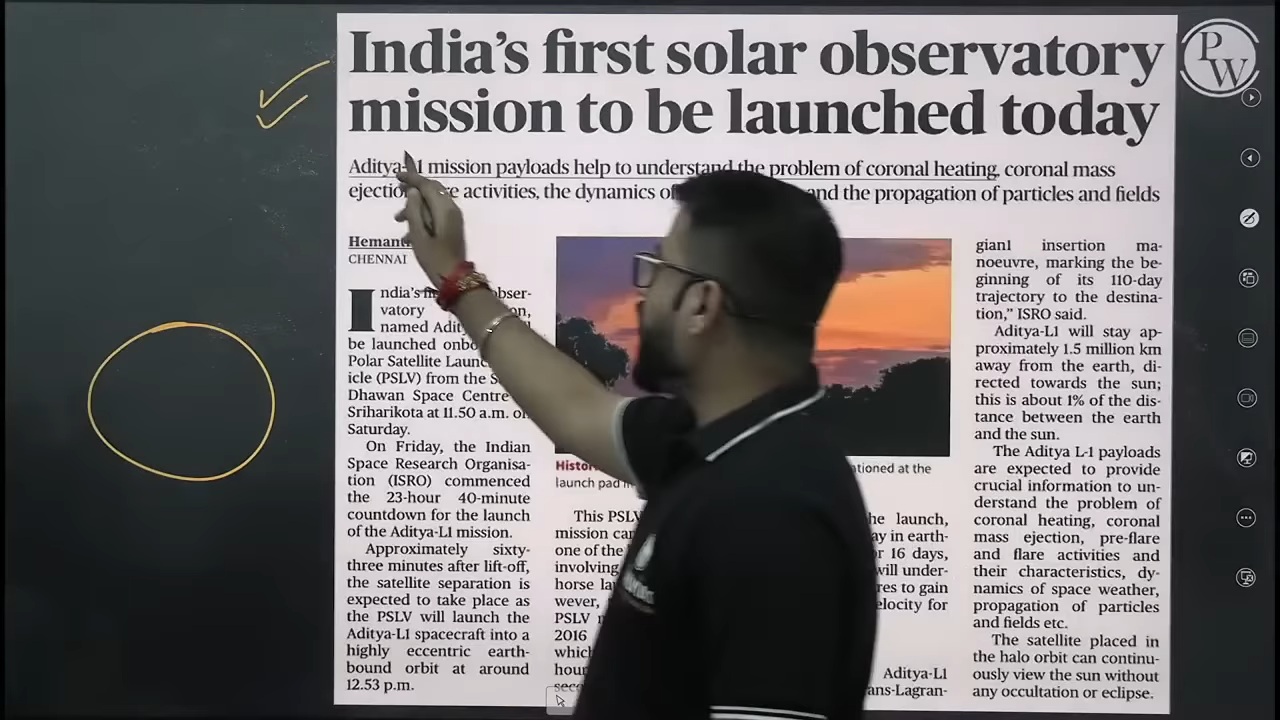 India's first solar observatory
mission to be launched today
PW
Aditya-L1 mission payloads help to understand the problem of coronal heating, coronal mass
activities, the dynamics of and the propagation of particles and fields
CHENNAI
India's
vatory
named
be launched
Polar Satellite
icle (PSLV) from the
Dhawan Space Centre
Sriharikota at 11.50 a.m.
Saturday.
On Friday, the Indian
Space Research Organisa-
tion (ISRO) commenced
the 23-hour 40-minute
countdown for the launch
of the Aditya-L1 mission.
Approximately sixty-
three minutes after lift-off,
the satellite separation is
expected to take place as
the PSLV will launch the
Aditya-L1 spacecraft into a
highly eccentric earth-
bound orbit at around
12.53 p.m.
at the
launch pad
This PSLV
mission
one of the
involving
horse
PSLV
2016
which
the launch,
in earth-
16 days,
will under-
to gain
for
Aditya-L1
gian1 insertion ma-
noeuvre, marking the be-
ginning of its 110-day
trajectory to the destina-
tion,” ISRO said.
Aditya-L1 will stay ap-
proximately 1.5 million km
away from the earth, di-
rected towards the sun;
this is about 1% of the dis-
tance between the earth
and the sun.
The Aditya L-1 payloads
are expected to provide
crucial information to un-
derstand the problem of
coronal heating, coronal
mass ejection, pre-flare
and flare activities and
their characteristics, dy-
namics of space weather,
propagation of particles
and fields etc.
The satellite placed in
the halo orbit can continu-
ously view the sun without
any occultation or eclipse.